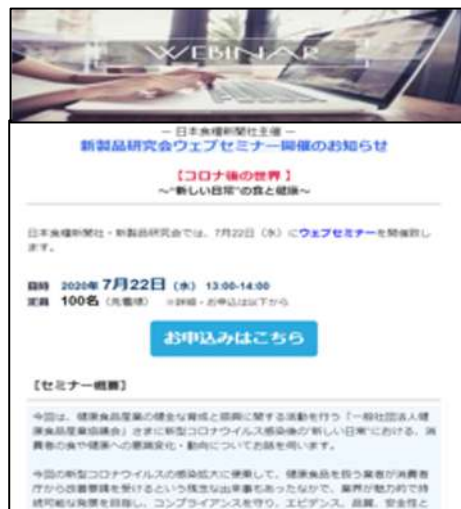 WEBINAR
― 日本食糧新聞社主催 ―
新製品研究会ウェブセミナー開催のお知らせ
【コロナ後の世界】
～“新しい日常”の食と健康～
日本食糧新聞社・新製品研究会では、7月22日（水）にウェブセミナーを開催致し
ます。
日時 2020年 7月22日（水） 13:00-14:00
定員 100名（先着順） ※詳細・お申込は以下から
お申込みはこちら
【セミナー概要】
今回は、健康食品産業の健全な育成と振興に関する活動を行う「一般社団法人健
康食品産業協議会」さまに新型コロナウイルス感染後の“新しい日常”における、消
費者の食や健康への意識変化・動向についてお話を伺います。
今回の新型コロナウイルスの感染拡大に便乗して、健康食品を扱う業者が消費者
庁から改善要請を受けるという残念な出来事もあったなかで、業界が魅力的で持
続可能な発展を目指し、コンプライアンスを守り、エビデンス、品質、安全性と